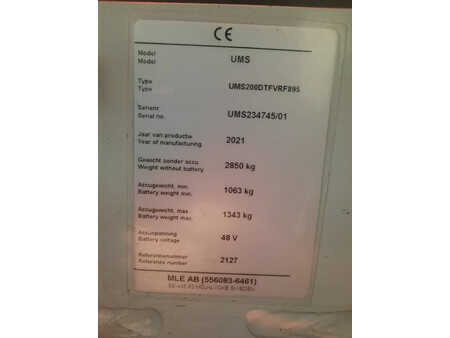 CE
Model
Model
UMS
Type
Type
UMS200DTFVRF895
Serienr
Serial no.
UMS234745/01
Jaar van productie
Year of manufacturing
2021
Gewicht zonder accu
Weight without battery
2850 kg
Accugewicht, min.
Battery weight min.
1063 kg
Accugewicht, max
Battery weight max.
1343 kg
Accuspanning
Battery voltage
48 V
Referentienummer
Reference number
2127
MLE AB (556083-6461)